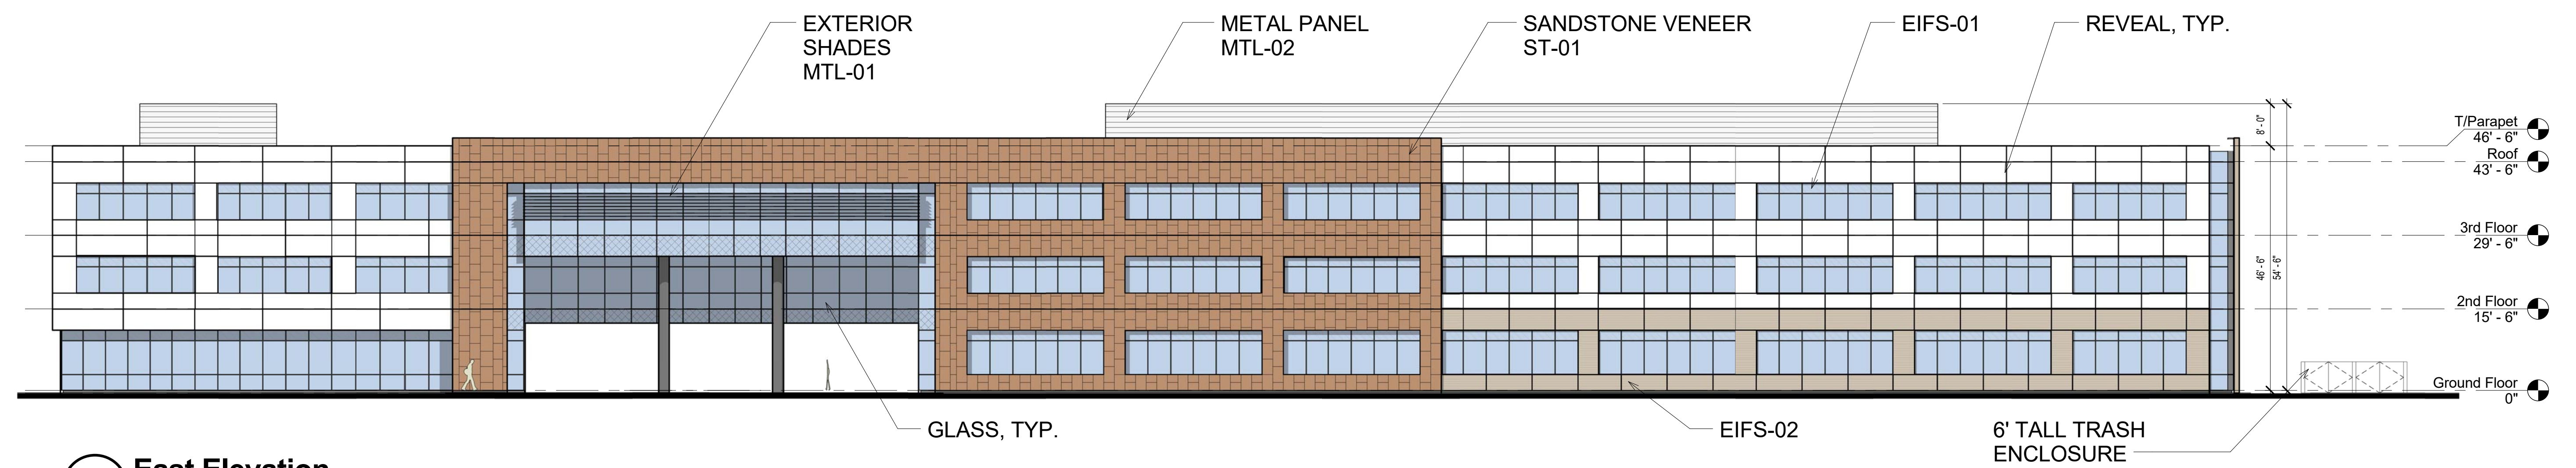 EXTERIOR
SHADES
MTL-01
METAL PANEL
MTL-02
SANDSTONE VENEER
ST-01
EIFS-01
REVEAL, TYP.
T/Parapet
46' - 6"
Roof
43' - 6"
3rd Floor
29' - 6"
2nd Floor
15' - 6"
Ground Floor
0"
8' - 0"
46' - 6"
54' - 6"
GLASS, TYP.
EIFS-02
6' TALL TRASH
ENCLOSURE
East Elevation